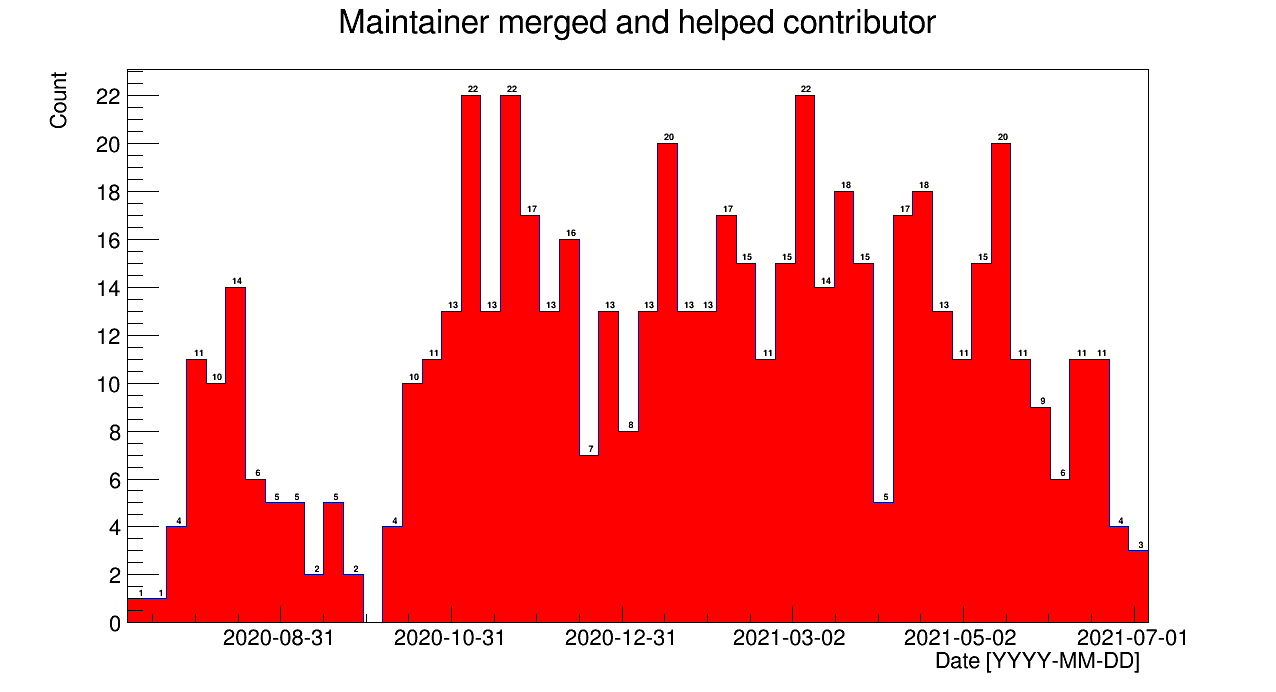 Maintainer merged and helped contributor
Count
22
20
18
16
14
12
10
8
6
4
2
0
1 1 4 11 10 14 6 5 5 2 5 2 4 10 11 13 22 13 22 17 13 16 7 13 8 13 20 13 13 17 15 11 15 22 14 18 15 5 17 18 13 11 15 20 11 9 6 11 11 4 3
2020-08-31 2020-10-31 2020-12-31 2021-03-02 2021-05-02 2021-07-01
Date [YYYY-MM-DD]